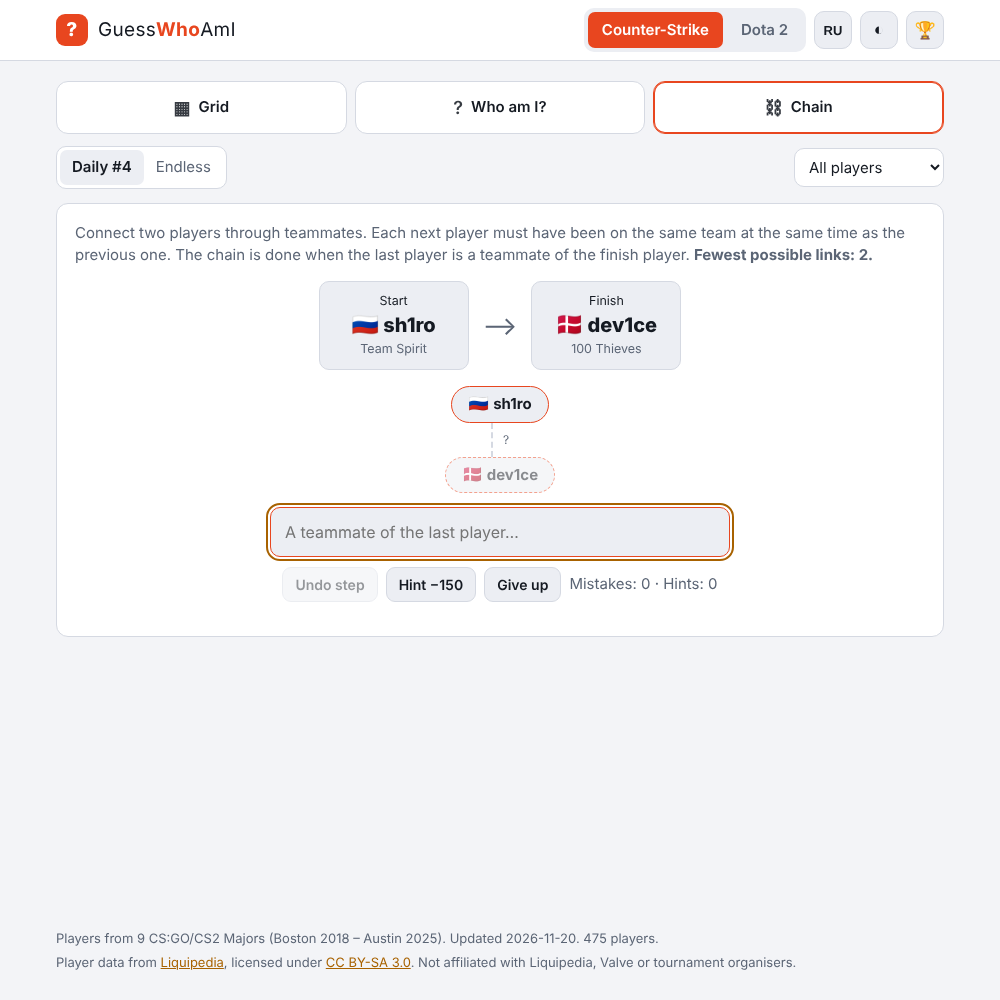 ? GuessWhoAmI
Counter-Strike Dota 2 RU
Grid
? Who am I?
Chain
Daily #4 Endless
All players
Connect two players through teammates. Each next player must have been on the same team at the same time as the
previous one. The chain is done when the last player is a teammate of the finish player. Fewest possible links: 2.
Start
sh1ro
Team Spirit
→
Finish
dev1ce
100 Thieves
sh1ro
?
dev1ce
A teammate of the last player...
Undo step Hint −150 Give up Mistakes: 0 · Hints: 0
Players from 9 CS:GO/CS2 Majors (Boston 2018 – Austin 2025). Updated 2026-11-20. 475 players.
Player data from Liquipedia, licensed under CC BY-SA 3.0. Not affiliated with Liquipedia, Valve or tournament organisers.